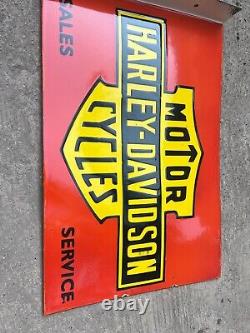 SALES
MOTOR
HARLEY-DAVIDSON
CYCLES
SERVICE